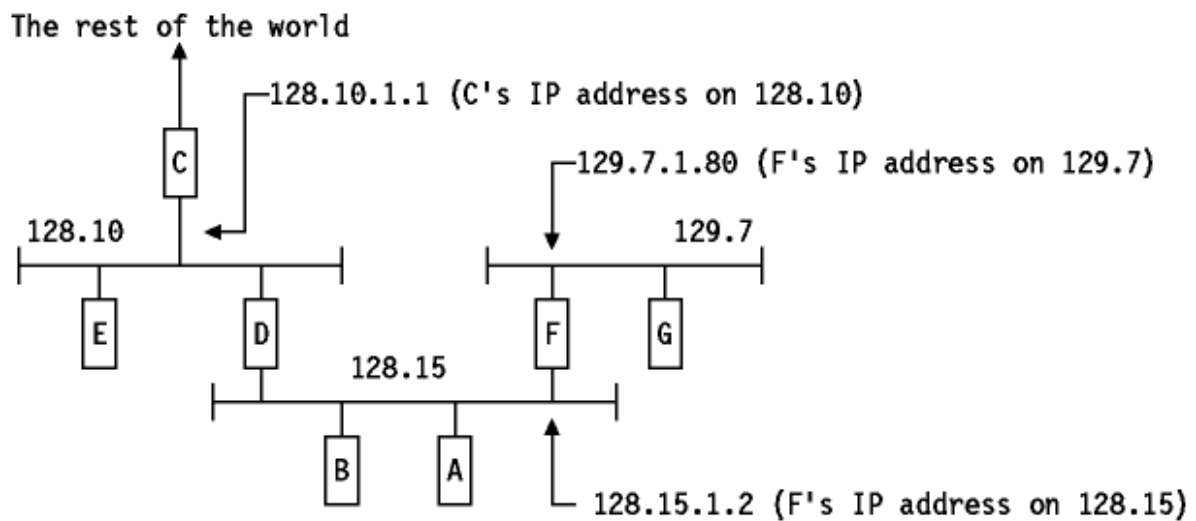 The rest of the world
128.10.1.1 (C's IP address on 128.10)
C
129.7.1.80 (F's IP address on 129.7)
128.10
129.7
E
D
F
G
128.15
B
A
128.15.1.2 (F's IP address on 128.15)